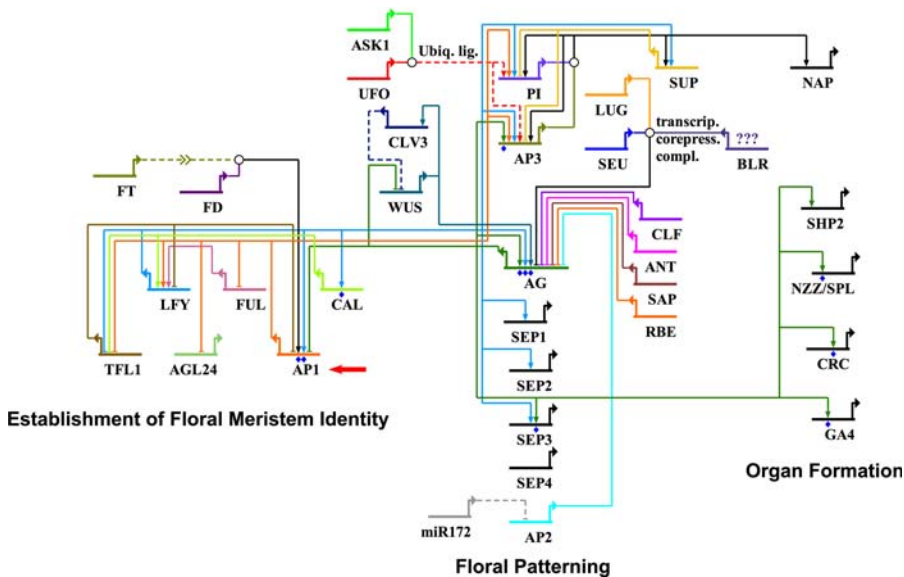 ASK1
Ubiq. lig.
UFO
PI
SUP
NAP
LUG
CLV3
transcrip.
AP3
SEU
corepress.
compl.
???
BLR
FT
FD
WUS
SHP2
CLF
ANT
AG
NZZ/SPL
SAP
LFY
FUL
CAL
RBE
SEP1
TFL1
AGL24
AP1
SEP2
CRC
Establishment of Floral Meristem Identity
SEP3
GA4
SEP4
Organ Formation
miR172
AP2
Floral Patterning